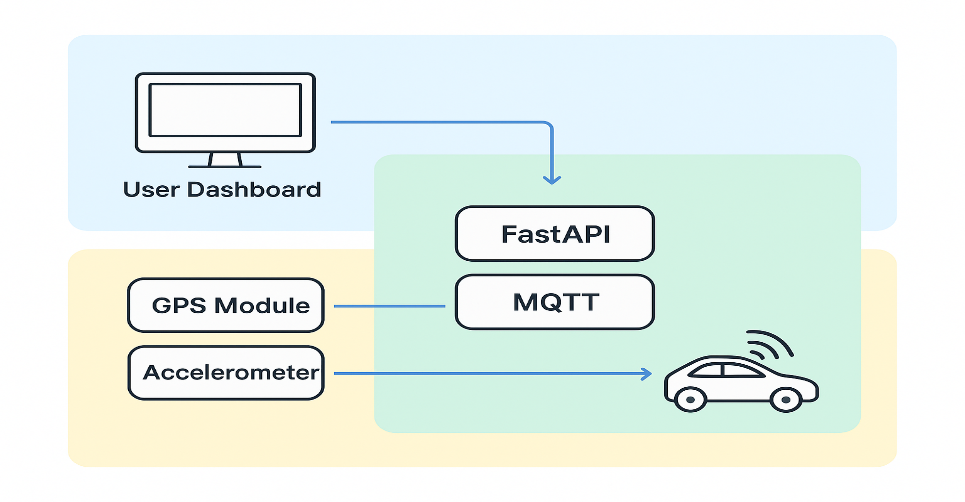 User Dashboard
FastAPI
GPS Module
MQTT
Accelerometer